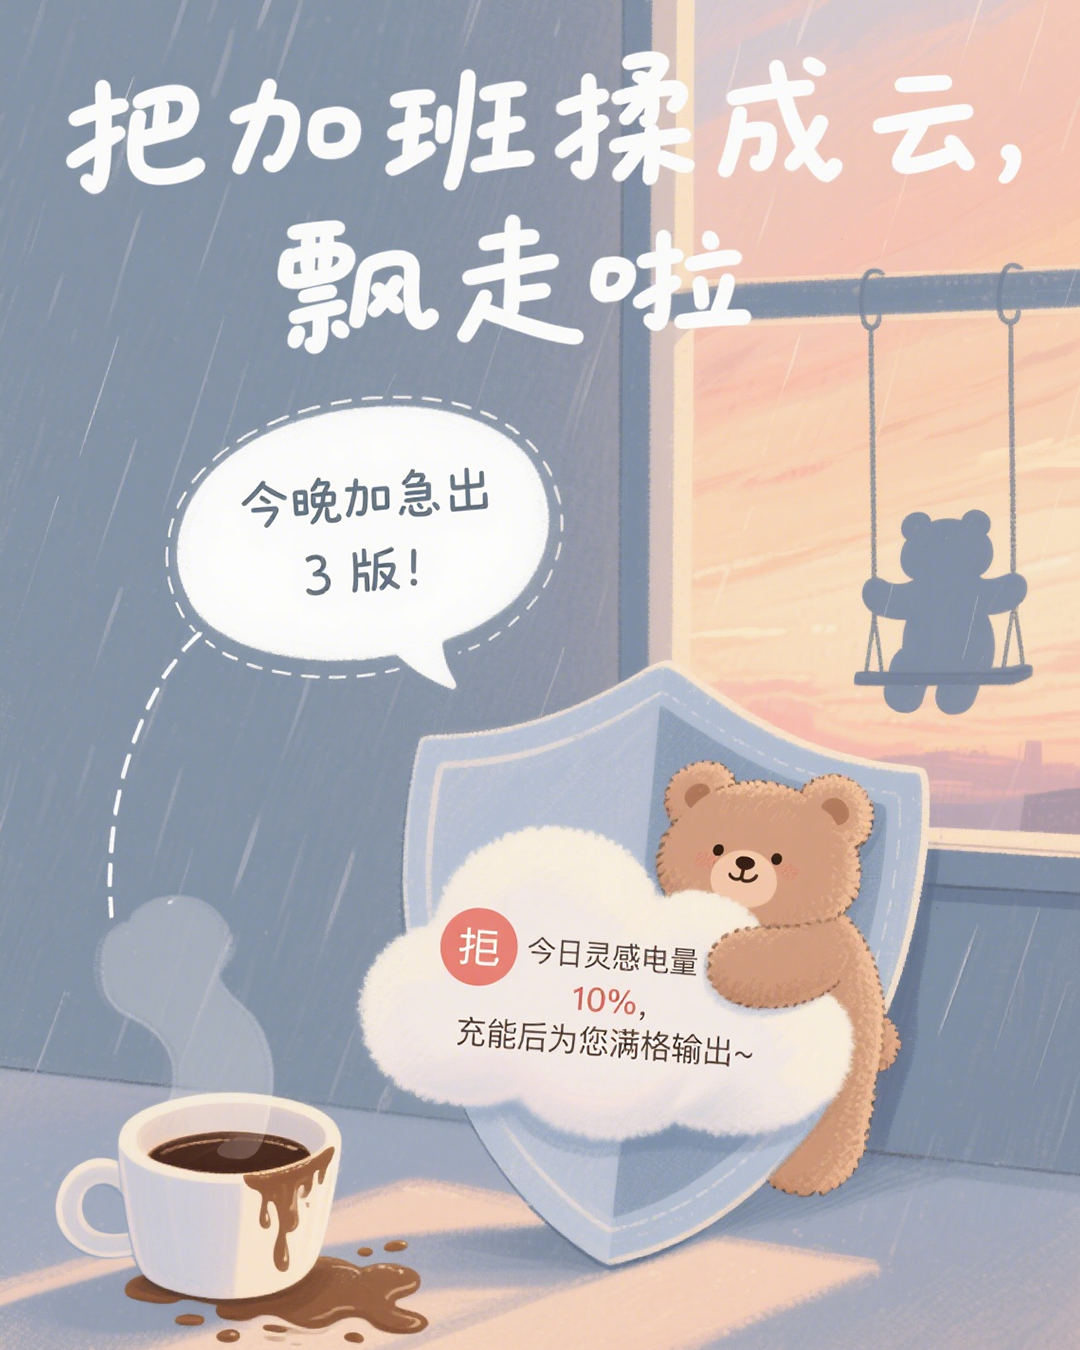 把加班揉成云,
飘走啦
今晚加急出
3 版!
拒 今日灵感电量
10%,
充能后为您满格输出~